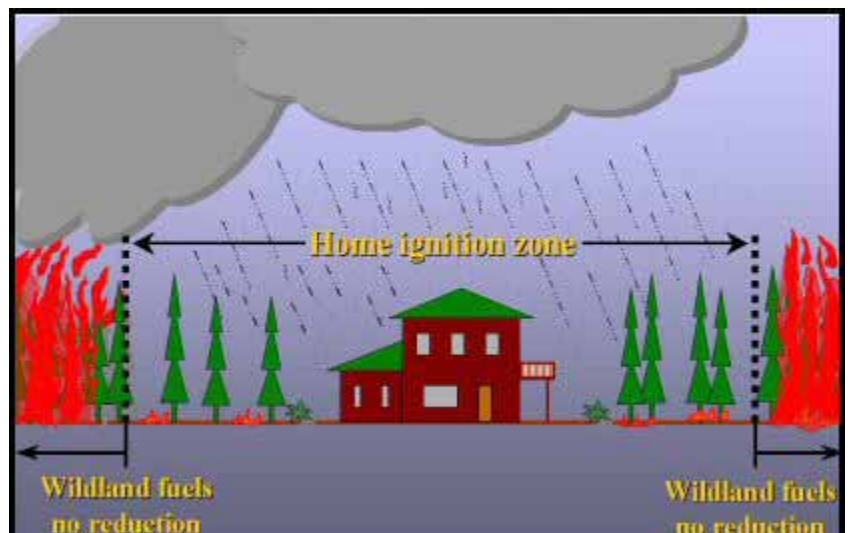 Home ignition zone
Wildland fuels
no reduction
Wildland fuels
no reduction